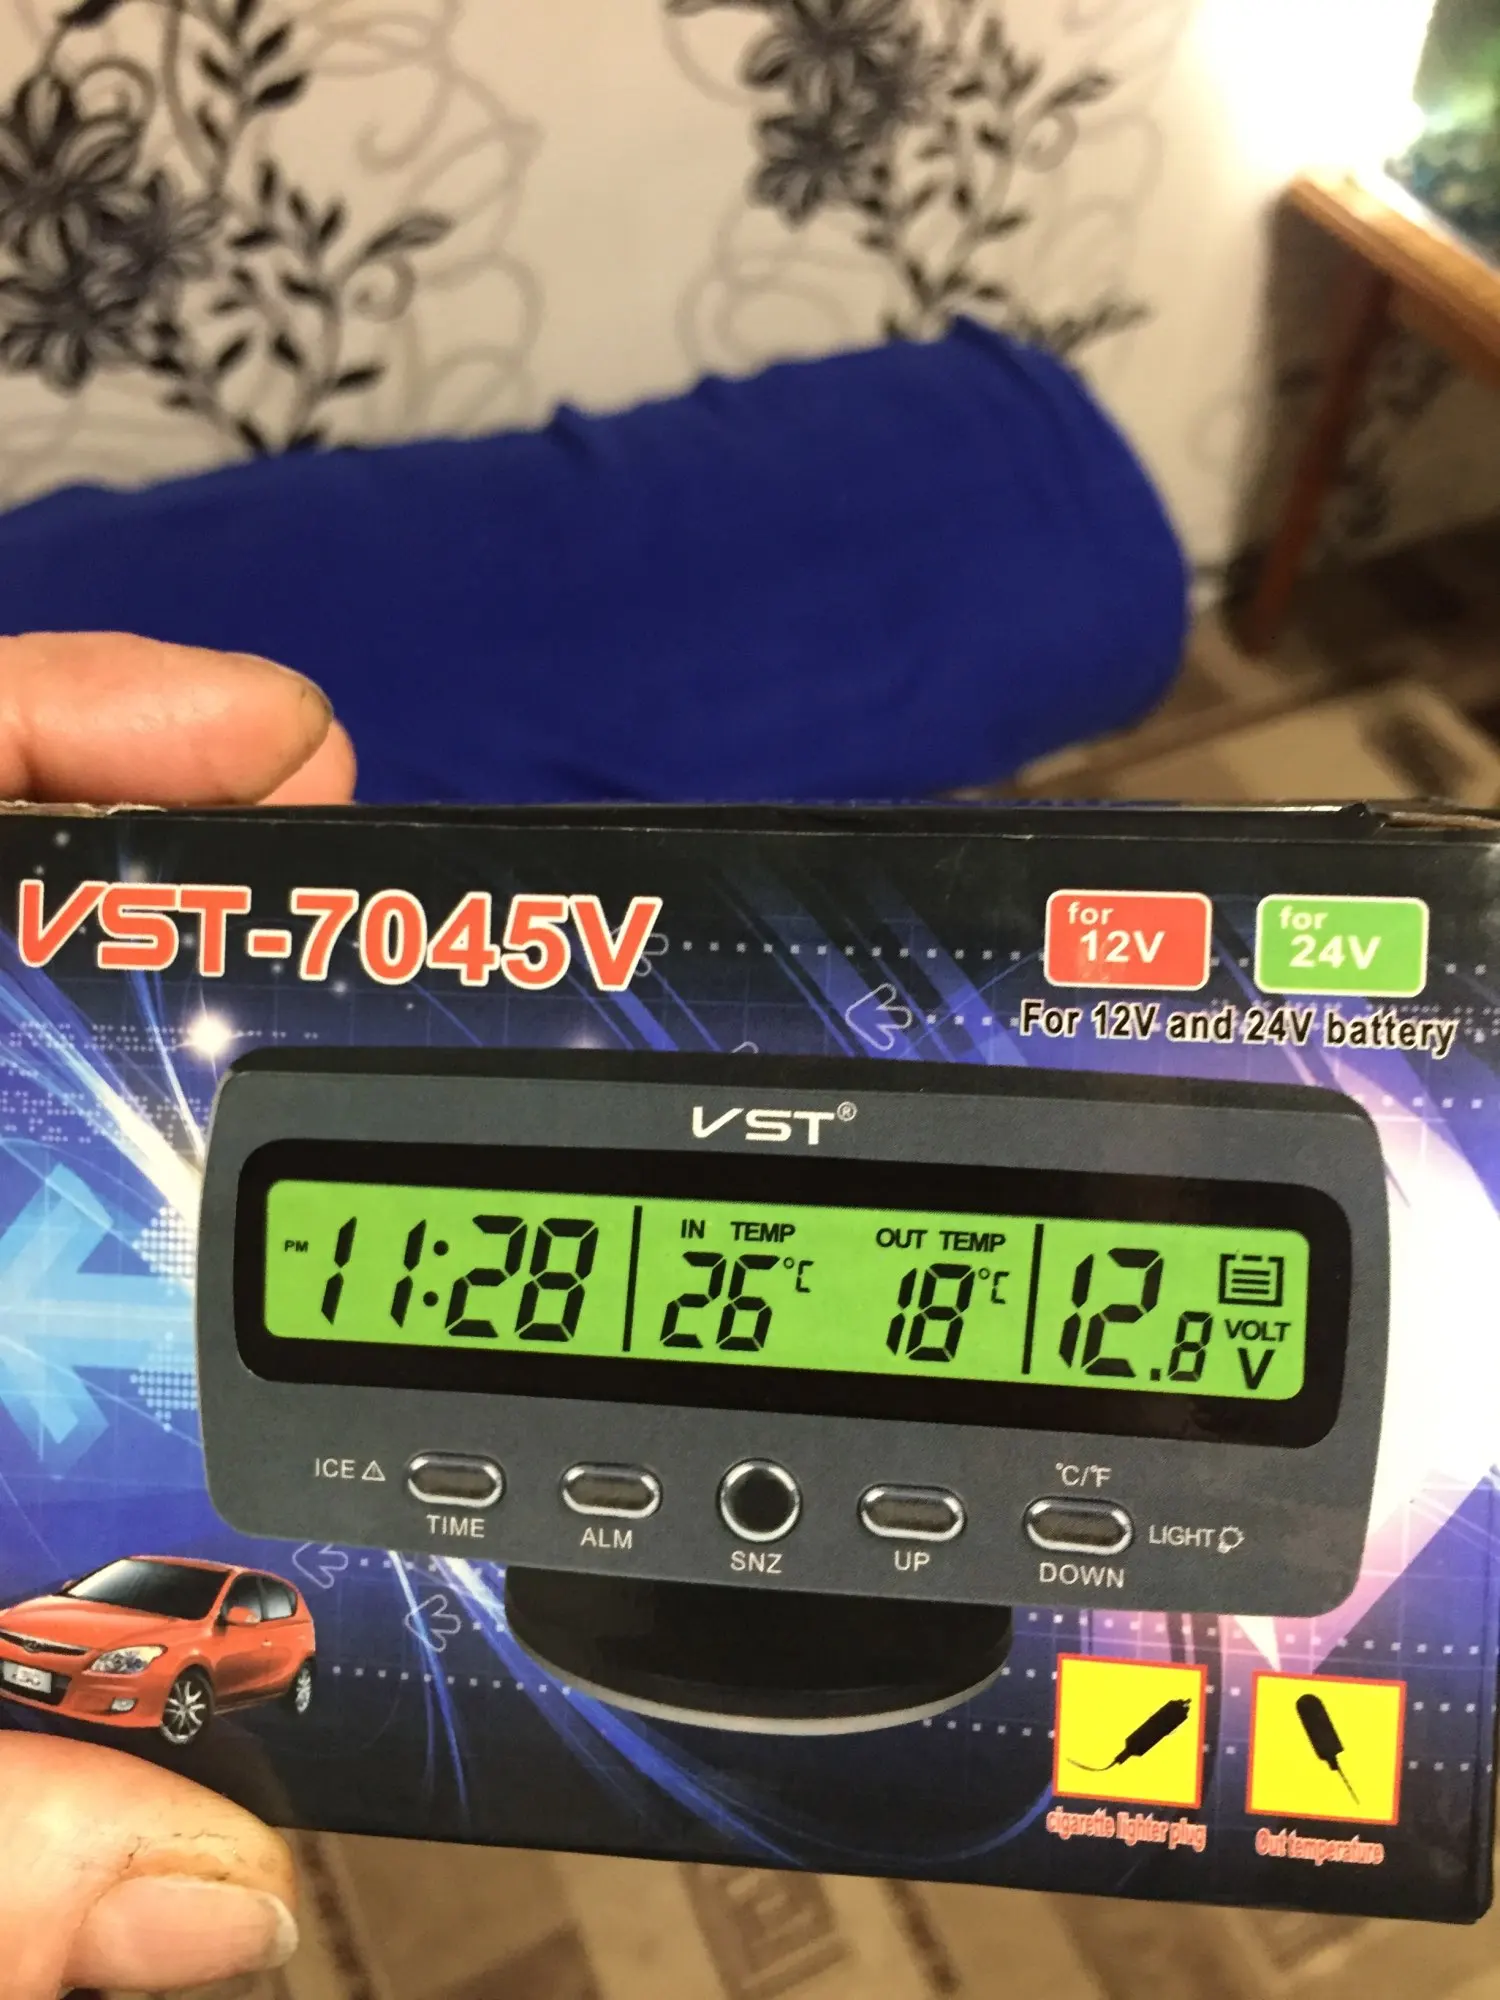 VST-7045V
for 12V
for 24V
For 12V and 24V battery
VST®
PM 11:28
IN TEMP
26°C
OUT TEMP
18°C
12.8
VOLT
V
ICE
TIME
ALM
SNZ
UP
°C/°F
DOWN
LIGHT
cigarette lighter plug
Out temperature